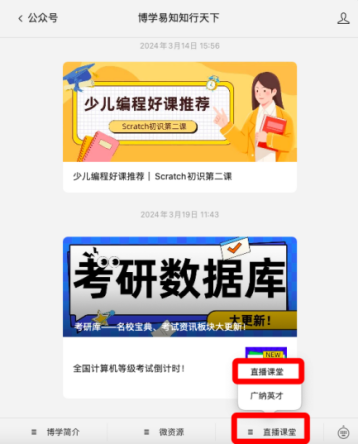 公众号
博学易知知行天下
2024年3月14日 15:56
少儿编程好课推荐
Scratch初识第二课
少儿编程好课推荐｜Scratch初识第二课
2024年3月19日 11:43
考研数据库
大更新！
考研库——名校宝典、考试资讯板块大更新！
NEW
全国计算机等级考试倒计时！
直播课堂
广纳英才
博学简介
微资源
直播课堂